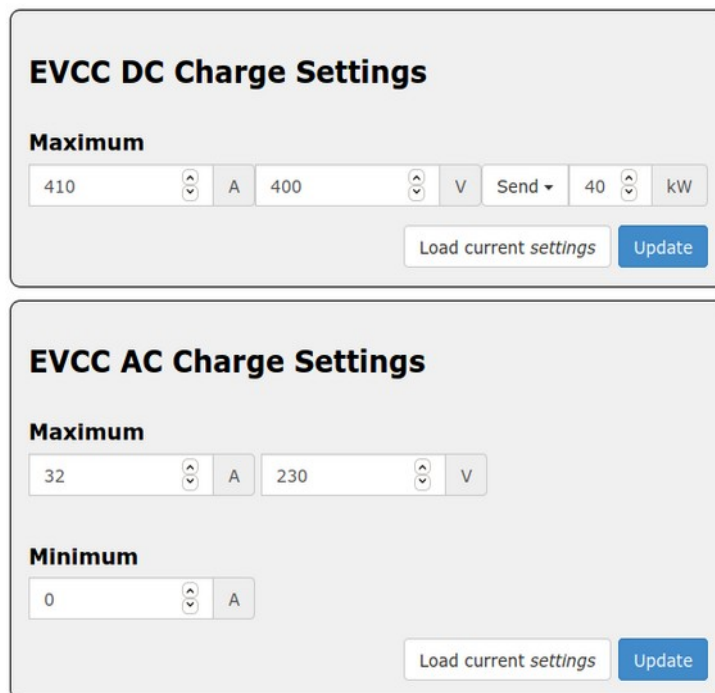 EVCC DC Charge Settings
Maximum
410 A 400 V Send 40 kW
Load current settings Update
EVCC AC Charge Settings
Maximum
32 A 230 V
Minimum
0 A
Load current settings Update